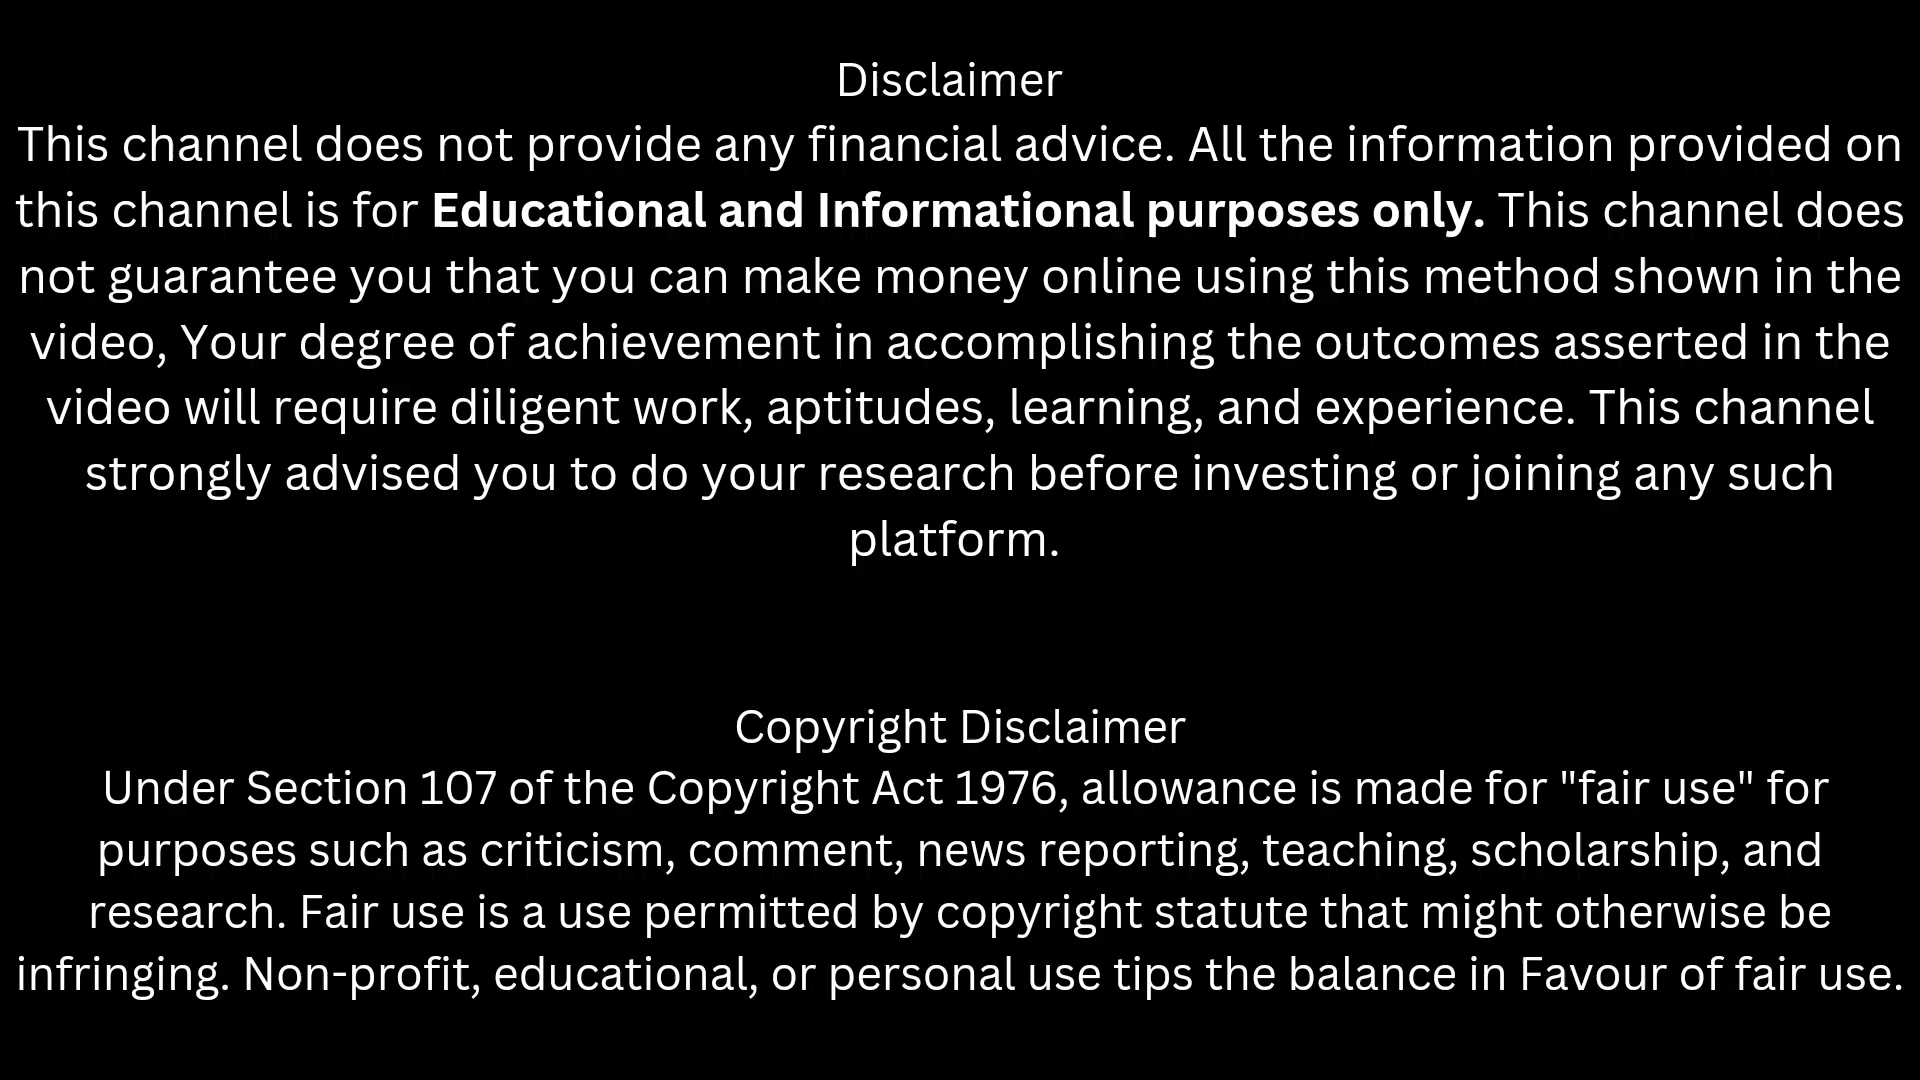 Disclaimer
This channel does not provide any financial advice. All the information provided on
this channel is for Educational and Informational purposes only. This channel does
not guarantee you that you can make money online using this method shown in the
video, Your degree of achievement in accomplishing the outcomes asserted in the
video will require diligent work, aptitudes, learning, and experience. This channel
strongly advised you to do your research before investing or joining any such
platform.
Copyright Disclaimer
Under Section 107 of the Copyright Act 1976, allowance is made for "fair use" for
purposes such as criticism, comment, news reporting, teaching, scholarship, and
research. Fair use is a use permitted by copyright statute that might otherwise be
infringing. Non-profit, educational, or personal use tips the balance in Favour of fair use.